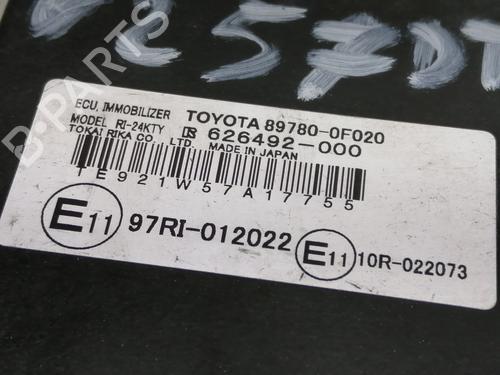 ECU, IMMOBILIZER TOYOTA 89780-0F020
MODEL RI-24KTY 626492-000
TOKAI RIKA CO., LTD. MADE IN JAPAN
TE921W57A17755
E11 97RI-012022 E11 10R-022073
B-PARTS